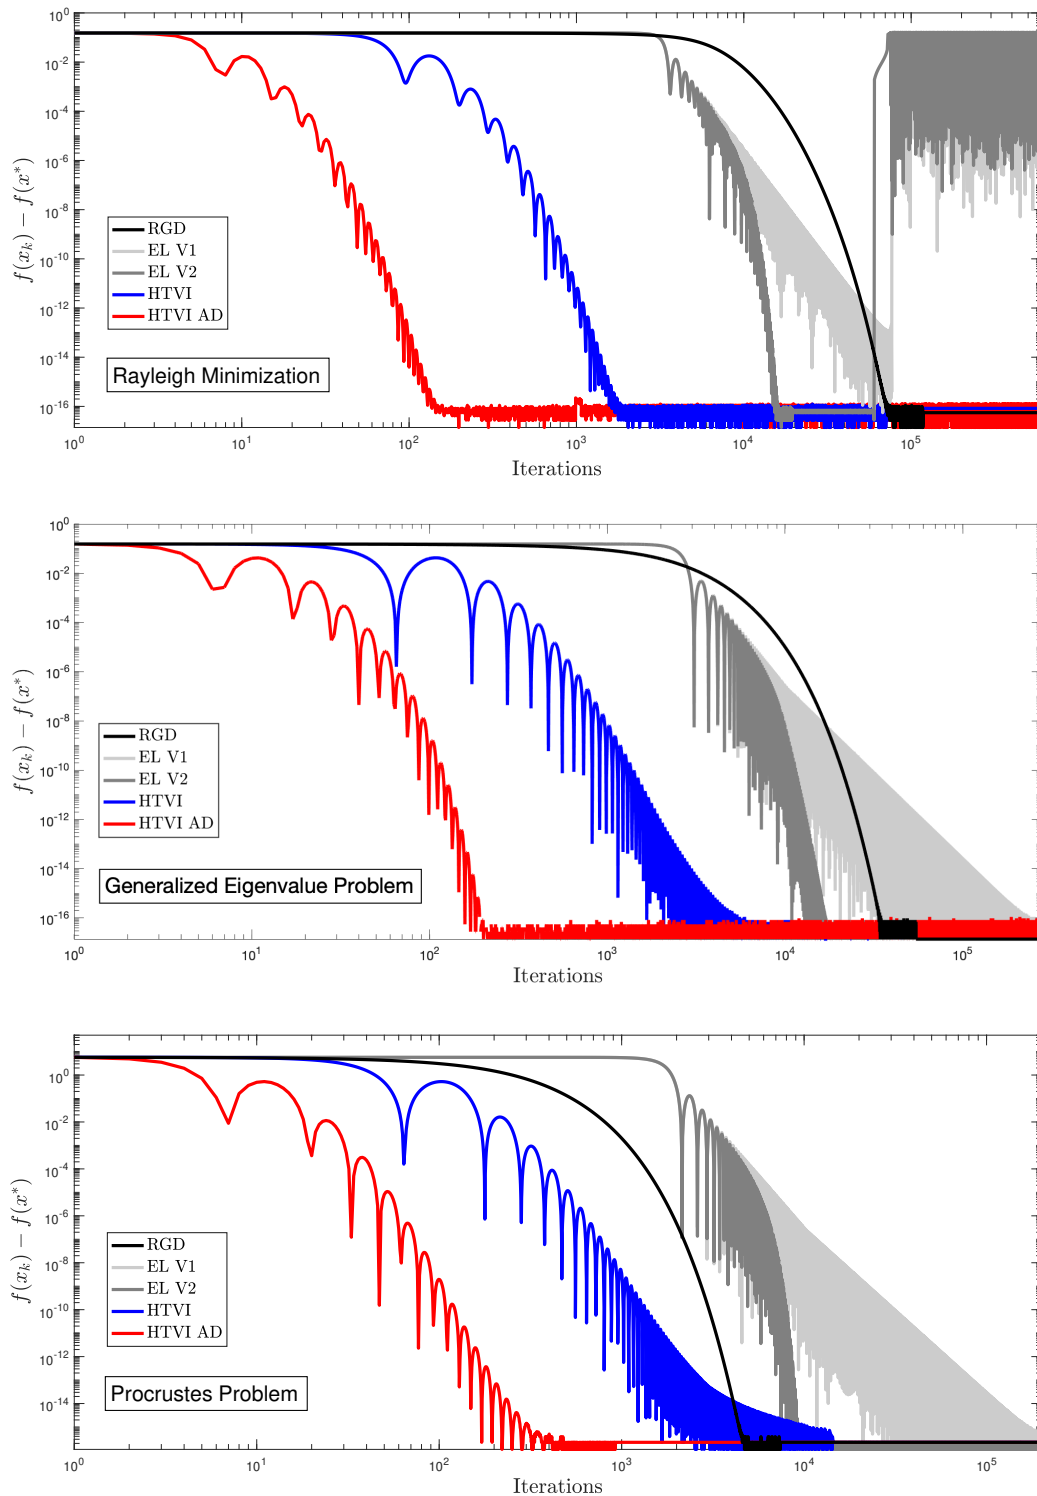 10^0
10^-2
10^-4
10^-6
10^-8
10^-10
10^-12
10^-14
10^-16
f(x_k) − f(x^*)
RGD
EL V1
EL V2
HTVI
HTVI AD
Rayleigh Minimization
10^0 10^1 10^2 10^3 10^4 10^5
Iterations
10^0
10^-2
10^-4
10^-6
10^-8
10^-10
10^-12
10^-14
10^-16
f(x_k) − f(x^*)
RGD
EL V1
EL V2
HTVI
HTVI AD
Generalized Eigenvalue Problem
10^0 10^1 10^2 10^3 10^4 10^5
Iterations
10^0
10^-2
10^-4
10^-6
10^-8
10^-10
10^-12
10^-14
f(x_k) − f(x^*)
RGD
EL V1
EL V2
HTVI
HTVI AD
Procrustes Problem
10^0 10^1 10^2 10^3 10^4 10^5
Iterations